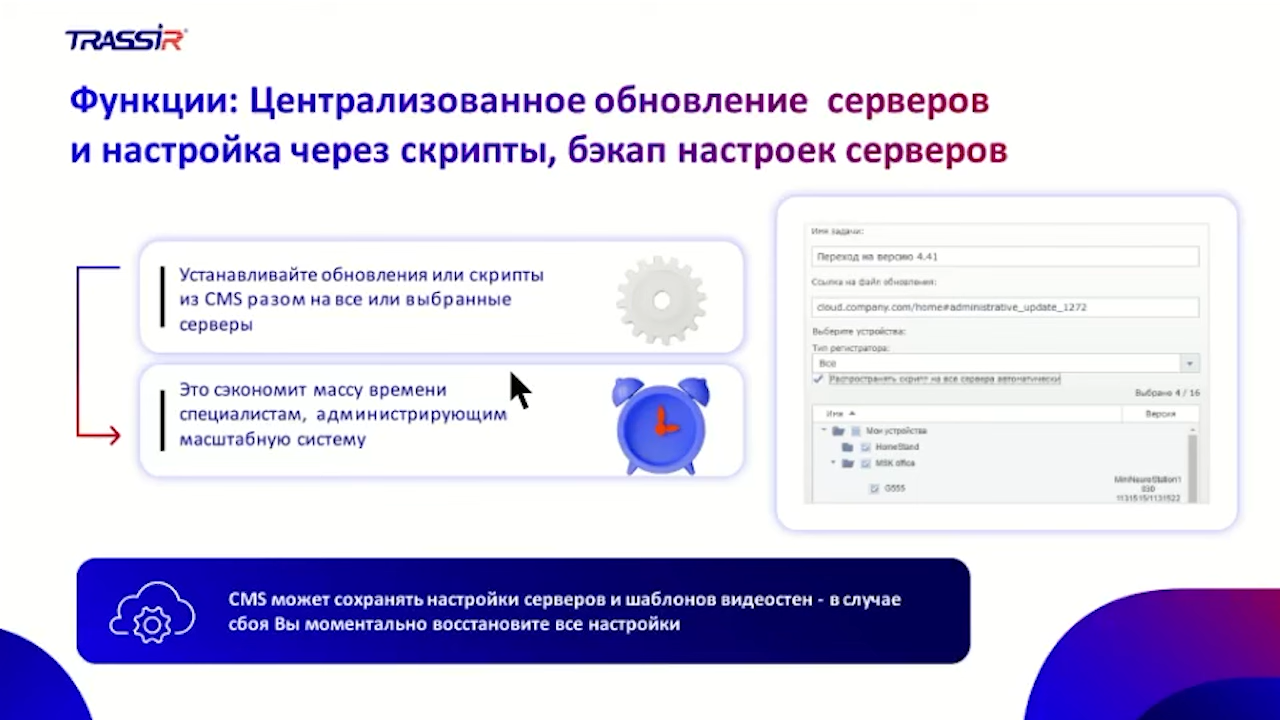 TRASSIR
Функции: Централизованное обновление серверов
и настройка через скрипты, бэкап настроек серверов
Устанавливайте обновления или скрипты
из CMS разом на все или выбранные
серверы
Это сэкономит массу времени
специалистам, администрирующим
масштабную систему
Имя задачи:
Переход на версию 4.41
Ссылка на файл обновления:
cloud.company.com/home#administrative_update_1272
Выберите устройства:
Тип регистратора:
Все
Распространять скрипт на все сервера автоматически
Выбрано 4 / 16
Имя Версия
Мои устройства
HomeStand
MSK office
G555
MiniNeuroStation1
1131515/1131522
CMS может сохранять настройки серверов и шаблонов видеостен - в случае
сбоя Вы моментально восстановите все настройки